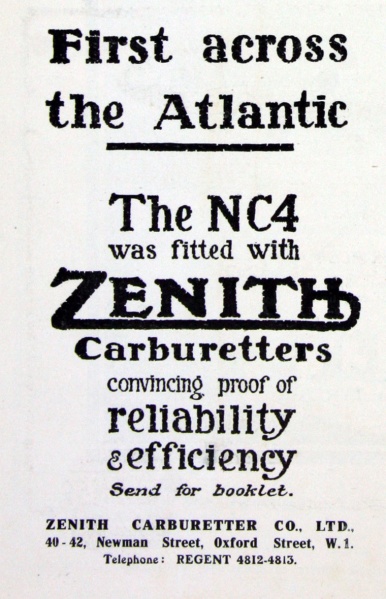 First across
the Atlantic
The NC4
was fitted with
ZENITH
Carburetters
convincing proof of
reliability
& efficiency
Send for booklet.
ZENITH CARBURETTER CO., LTD.,
40-42, Newman Street, Oxford Street, W.1.
Telephone: REGENT 4812-4813.